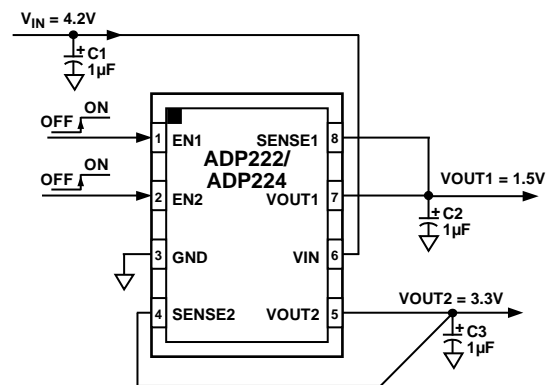 VIN = 4.2V
+ C1
1µF
OFF ON
OFF ON
1 EN1
2 EN2
3 GND
4 SENSE2
ADP222/
ADP224
SENSE1 8
VOUT1 7
VIN 6
VOUT2 5
VOUT1 = 1.5V
+ C2
1µF
VOUT2 = 3.3V
+ C3
1µF